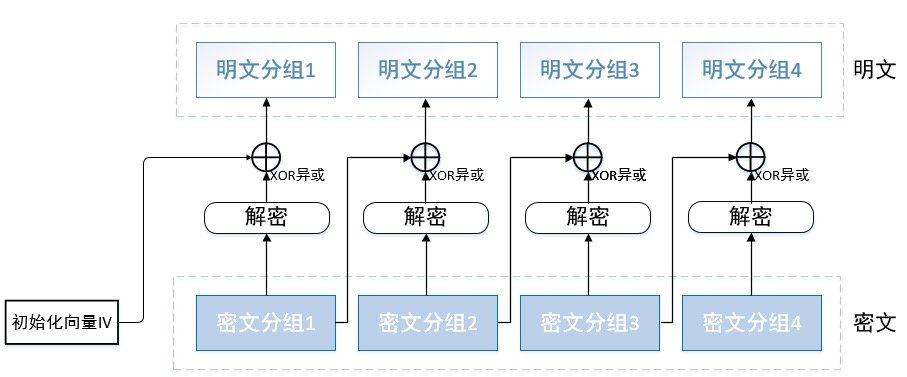 明文分组1
明文分组2
明文分组3
明文分组4
明文
XOR异或
XOR异或
XOR异或
XOR异或
解密
解密
解密
解密
初始化向量IV
密文分组1
密文分组2
密文分组3
密文分组4
密文